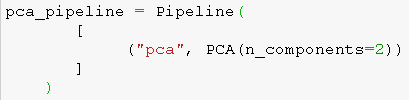 pca_pipeline = Pipeline(
[
("pca", PCA(n_components=2))
]
)